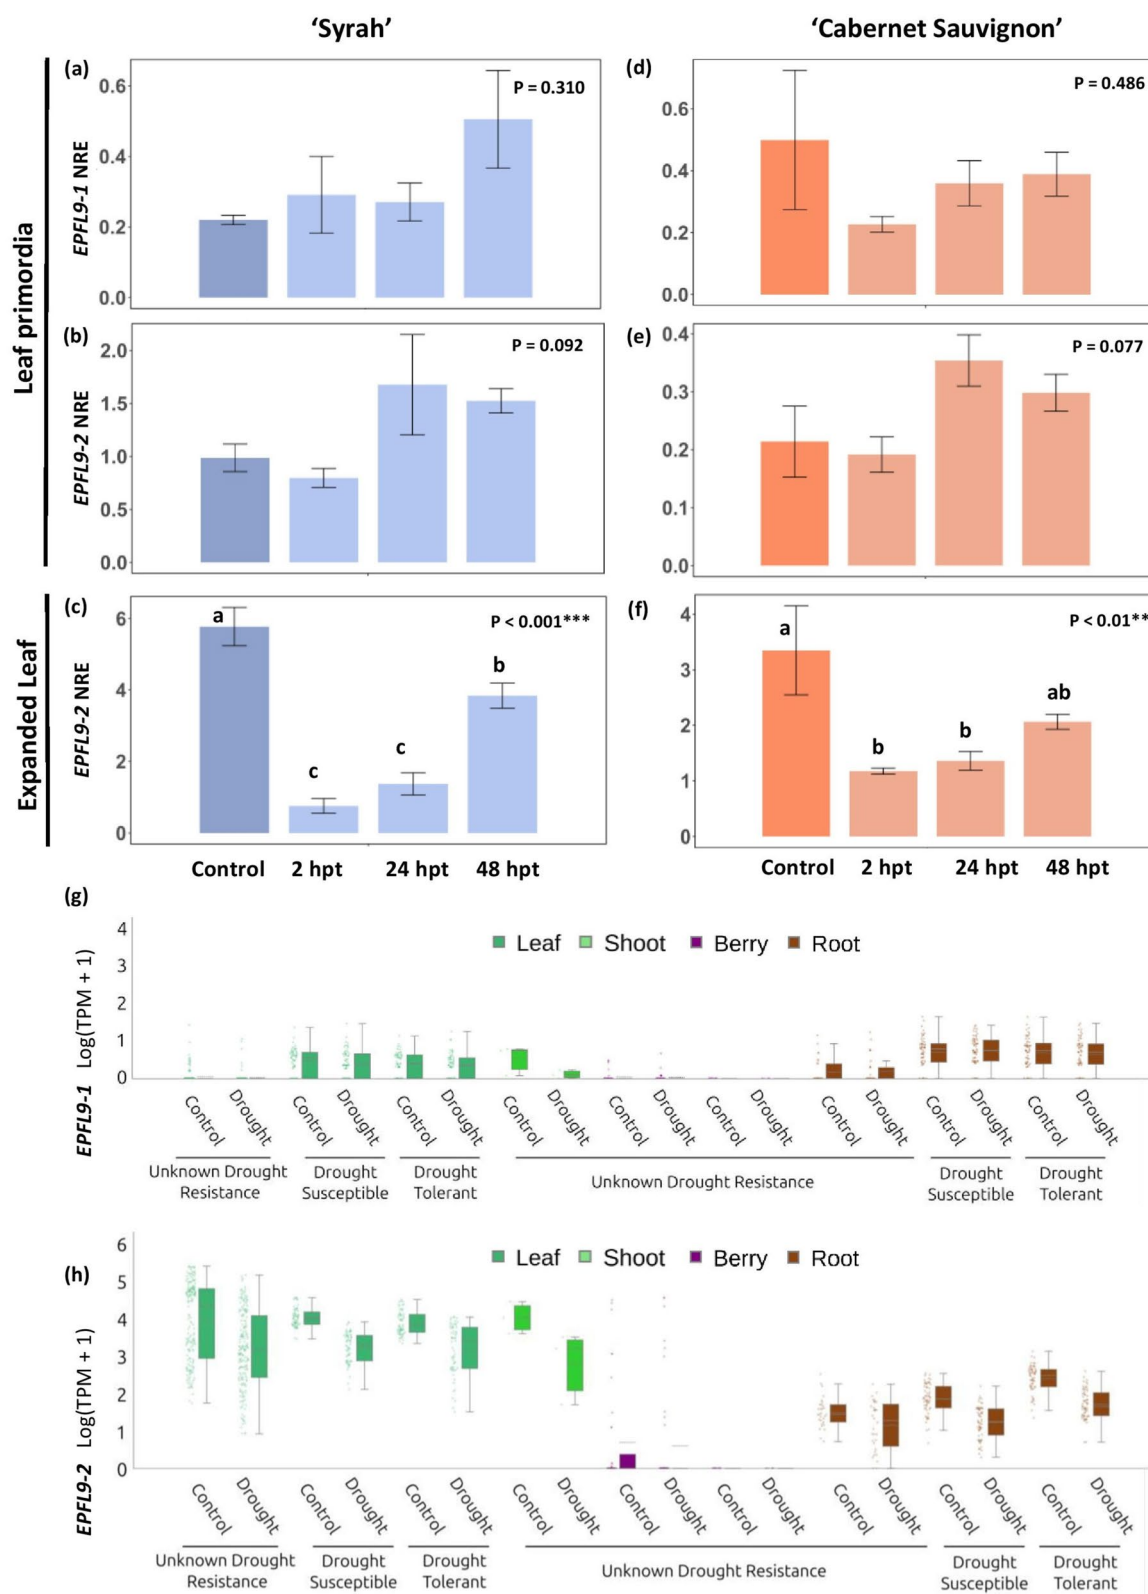 ‘Syrah’
‘Cabernet Sauvignon’
Leaf primordia
(a)
EPFL9-1 NRE
0.6
0.4
0.2
0.0
P = 0.310
(d)
0.6
0.4
0.2
0.0
P = 0.486
(b)
EPFL9-2 NRE
2.0
1.5
1.0
0.5
0.0
P = 0.092
(e)
0.4
0.3
0.2
0.1
0.0
P = 0.077
Expanded Leaf
(c)
EPFL9-2 NRE
6
4
2
0
a
c
c
b
P < 0.001***
(f)
4
3
2
1
0
a
b
b
ab
P < 0.01**
Control 2 hpt 24 hpt 48 hpt
Control 2 hpt 24 hpt 48 hpt
(g)
EPFL9-1 Log(TPM + 1)
4
3
2
1
0
Leaf Shoot Berry Root
Control Drought Control Drought Control Drought Control Drought Control Drought Control Drought Control Drought Control Drought Control Drought
Unknown Drought
Resistance
Drought
Susceptible
Drought
Tolerant
Unknown Drought Resistance
Drought
Susceptible
Drought
Tolerant
(h)
EPFL9-2 Log(TPM + 1)
6
5
4
3
2
1
0
Leaf Shoot Berry Root
Control Drought Control Drought Control Drought Control Drought Control Drought Control Drought Control Drought Control Drought Control Drought
Unknown Drought
Resistance
Drought
Susceptible
Drought
Tolerant
Unknown Drought Resistance
Drought
Susceptible
Drought
Tolerant